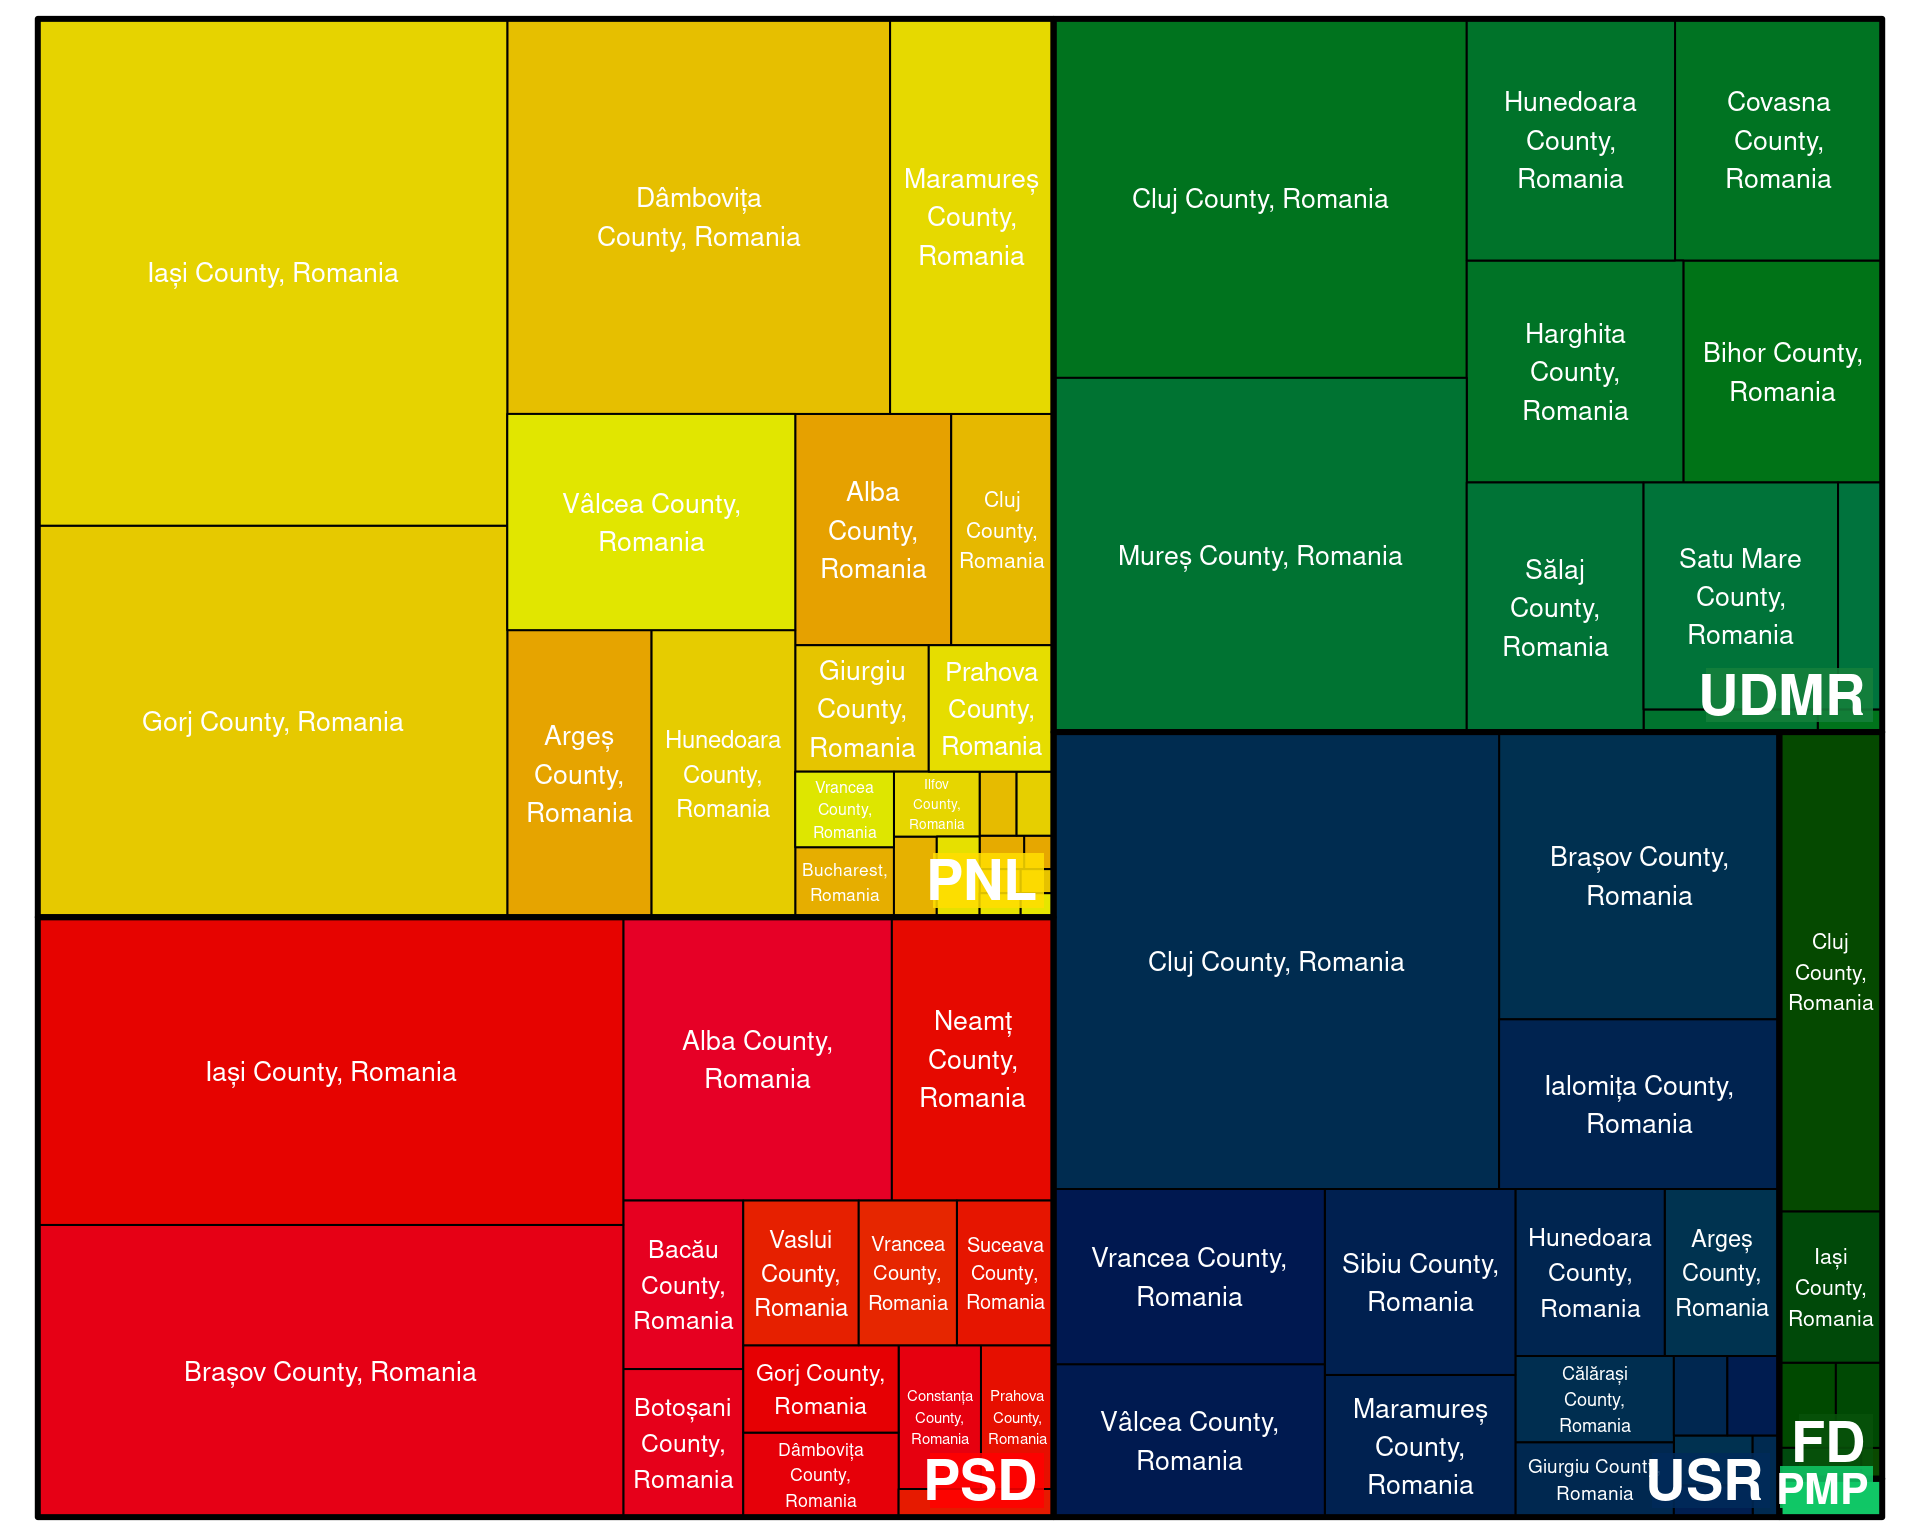 Iași County, Romania
Dâmbovița
County, Romania
Maramureș
County,
Romania
Gorj County, Romania
Vâlcea County,
Romania
Alba
County,
Romania
Cluj
County,
Romania
Argeș
County,
Romania
Hunedoara
County,
Romania
Giurgiu
County,
Romania
Prahova
County,
Romania
Vrancea
County,
Romania
Ilfov
County,
Romania
Bucharest,
Romania
PNL
Cluj County, Romania
Hunedoara
County,
Romania
Covasna
County,
Romania
Mureș County, Romania
Harghita
County,
Romania
Bihor County,
Romania
Sălaj
County,
Romania
Satu Mare
County,
Romania
UDMR
Iași County, Romania
Brașov County, Romania
Alba County,
Romania
Neamț
County,
Romania
Bacău
County,
Romania
Vaslui
County,
Romania
Vrancea
County,
Romania
Suceava
County,
Romania
Botoșani
County,
Romania
Gorj County,
Romania
Dâmbovița
County,
Romania
Constanța
County,
Romania
Prahova
County,
Romania
PSD
Cluj County, Romania
Brașov County,
Romania
Ialomița County,
Romania
Vrancea County,
Romania
Vâlcea County,
Romania
Sibiu County,
Romania
Maramureș
County,
Romania
Hunedoara
County,
Romania
Argeș
County,
Romania
Călărași
County,
Romania
Giurgiu County,
Romania
USR
Cluj
County,
Romania
Iași
County,
Romania
FD
PMP